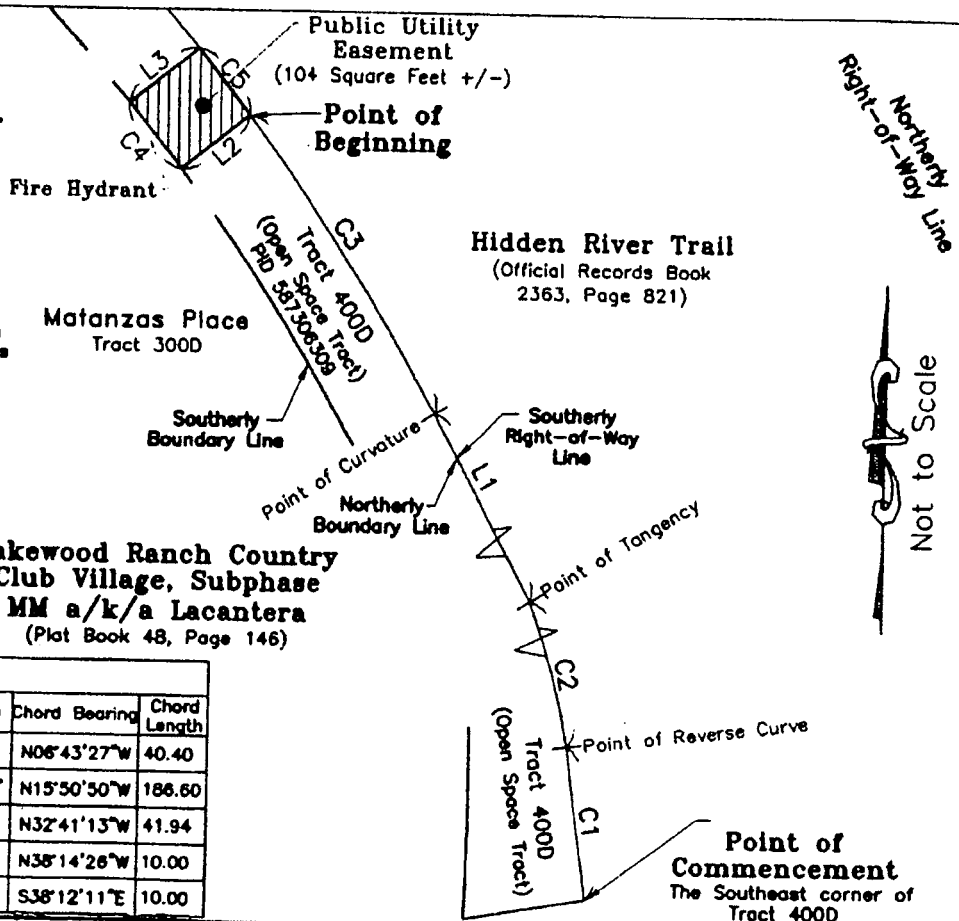 Public Utility
Easement
(104 Square Feet +/-)
L3
C5
Point of
Beginning
C4
L2
Fire Hydrant
Northerly
Right-of-Way Line
C3
Tract 400D
(Open Space Tract)
PID 587306309
Hidden River Trail
(Official Records Book
2363, Page 821)
Matanzas Place
Tract 300D
Southerly
Boundary Line
Southerly
Right-of-Way
Line
Point of Curvature
L1
Northerly
Boundary Line
Not to Scale
Point of Tangency
akewood Ranch Country
Club Village, Subphase
MM a/k/a Lacantera
(Plat Book 48, Page 146)
C2
Point of Reverse Curve
Tract 400D
(Open Space Tract)
C1
Chord Bearing Chord Length
N06°43'27"W 40.40
N15°50'50"W 186.60
N32°41'13"W 41.94
N38°14'26"W 10.00
S38°12'11"E 10.00
Point of
Commencement
The Southeast corner of
Tract 400D